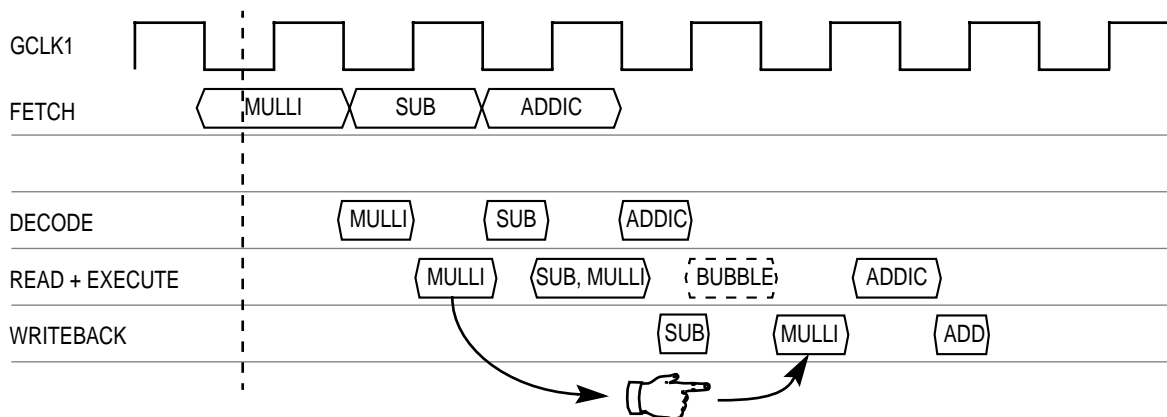 GCLK1
FETCH MULLI SUB ADDIC
DECODE MULLI SUB ADDIC
READ + EXECUTE MULLI SUB, MULLI BUBBLE ADDIC
WRITEBACK SUB MULLI ADD